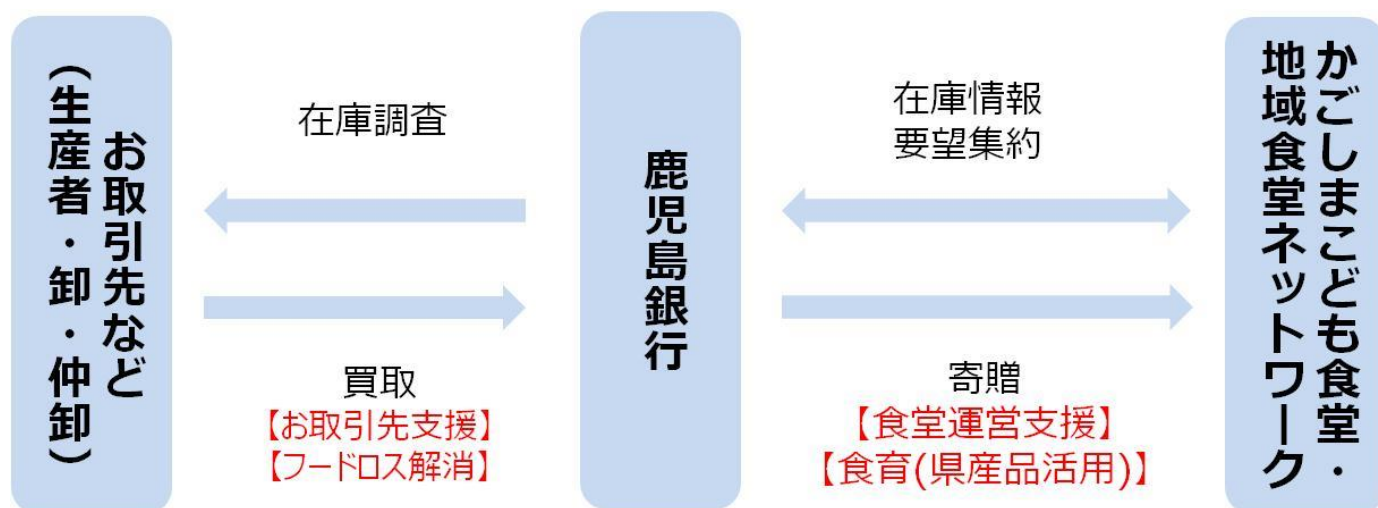 お取引先など
（生産者・卸・仲卸）
在庫調査
買取
【お取引先支援】
【フードロス解消】
鹿児島銀行
在庫情報
要望集約
寄贈
【食堂運営支援】
【食育(県産品活用)】
かごしまこども食堂・
地域食堂ネットワーク